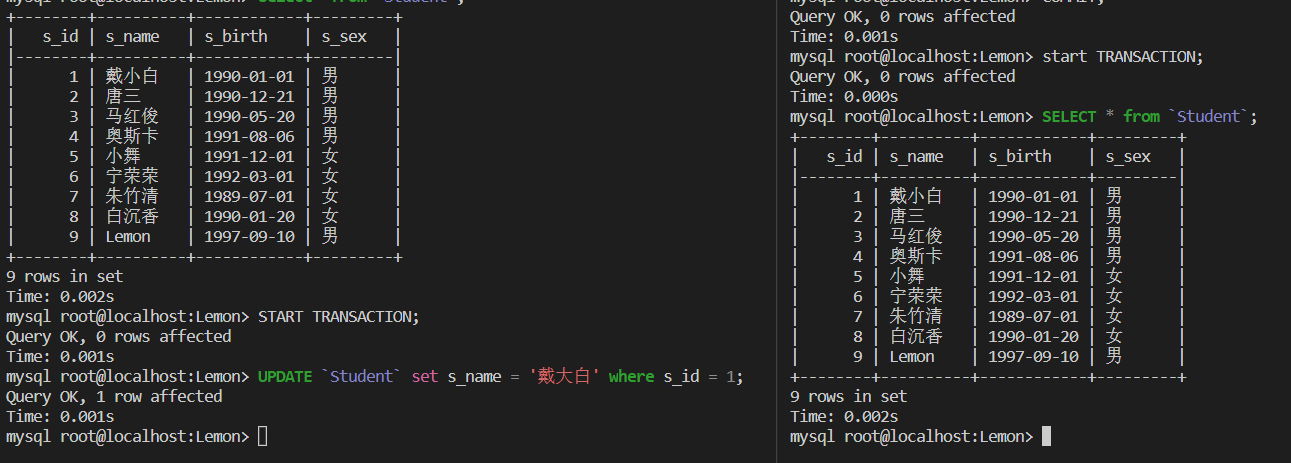 mysql root@localhost:Lemon> SELECT * from `Student`;
+--------+----------+------------+---------+
|   s_id | s_name   | s_birth    | s_sex   |
|--------+----------+------------+---------|
|      1 | 戴小白   | 1990-01-01 | 男      |
|      2 | 唐三     | 1990-12-21 | 男      |
|      3 | 马红俊   | 1990-05-20 | 男      |
|      4 | 奥斯卡   | 1991-08-06 | 男      |
|      5 | 小舞     | 1991-12-01 | 女      |
|      6 | 宁荣荣   | 1992-03-01 | 女      |
|      7 | 朱竹清   | 1989-07-01 | 女      |
|      8 | 白沉香   | 1990-01-20 | 女      |
|      9 | Lemon    | 1997-09-10 | 男      |
+--------+----------+------------+---------+
9 rows in set
Time: 0.002s
mysql root@localhost:Lemon> START TRANSACTION;
Query OK, 0 rows affected
Time: 0.001s
mysql root@localhost:Lemon> UPDATE `Student` set s_name = '戴大白' where s_id = 1;
Query OK, 1 row affected
Time: 0.001s
mysql root@localhost:Lemon>
mysql root@localhost:Lemon> COMMIT;
Query OK, 0 rows affected
Time: 0.001s
mysql root@localhost:Lemon> start TRANSACTION;
Query OK, 0 rows affected
Time: 0.000s
mysql root@localhost:Lemon> SELECT * from `Student`;
+--------+----------+------------+---------+
|   s_id | s_name   | s_birth    | s_sex   |
|--------+----------+------------+---------|
|      1 | 戴小白   | 1990-01-01 | 男      |
|      2 | 唐三     | 1990-12-21 | 男      |
|      3 | 马红俊   | 1990-05-20 | 男      |
|      4 | 奥斯卡   | 1991-08-06 | 男      |
|      5 | 小舞     | 1991-12-01 | 女      |
|      6 | 宁荣荣   | 1992-03-01 | 女      |
|      7 | 朱竹清   | 1989-07-01 | 女      |
|      8 | 白沉香   | 1990-01-20 | 女      |
|      9 | Lemon    | 1997-09-10 | 男      |
+--------+----------+------------+---------+
9 rows in set
Time: 0.002s
mysql root@localhost:Lemon>